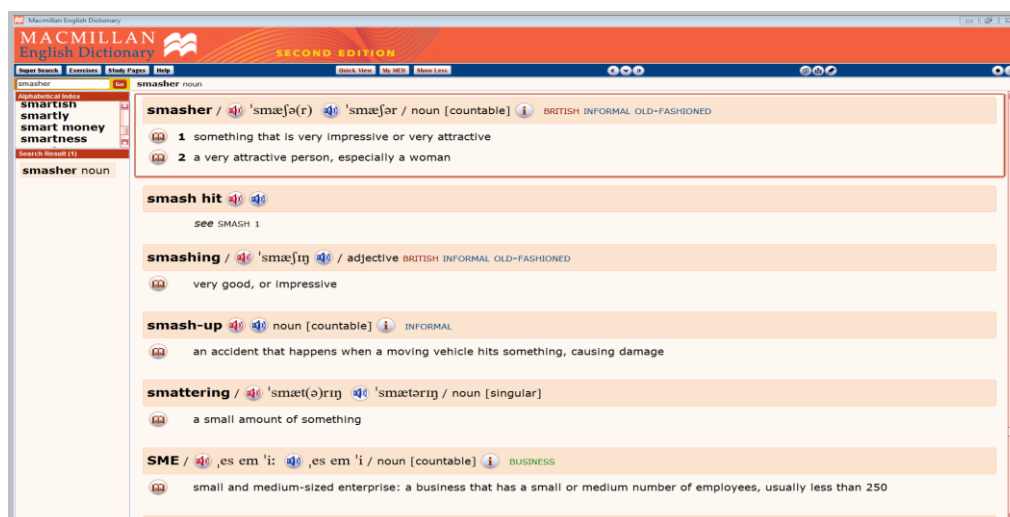 Macmillan English Dictionary
MACMILLAN
English Dictionary
SECOND EDITION
Super Search Exercises Study Pages Help Quick View My MED Show Less
smasher Go smasher noun
Alphabetical Index
smartish
smartly
smart money
smartness
Search Result (1)
smasher noun
smasher / ˈsmæʃə(r) ˈsmæʃər / noun [countable] BRITISH INFORMAL OLD-FASHIONED
1 something that is very impressive or very attractive
2 a very attractive person, especially a woman
smash hit
see SMASH 1
smashing / ˈsmæʃɪŋ / adjective BRITISH INFORMAL OLD-FASHIONED
very good, or impressive
smash-up noun [countable] INFORMAL
an accident that happens when a moving vehicle hits something, causing damage
smattering / ˈsmæt(ə)rɪŋ ˈsmætərɪŋ / noun [singular]
a small amount of something
SME / ˌes em ˈiː ˌes em ˈi / noun [countable] BUSINESS
small and medium-sized enterprise: a business that has a small or medium number of employees, usually less than 250